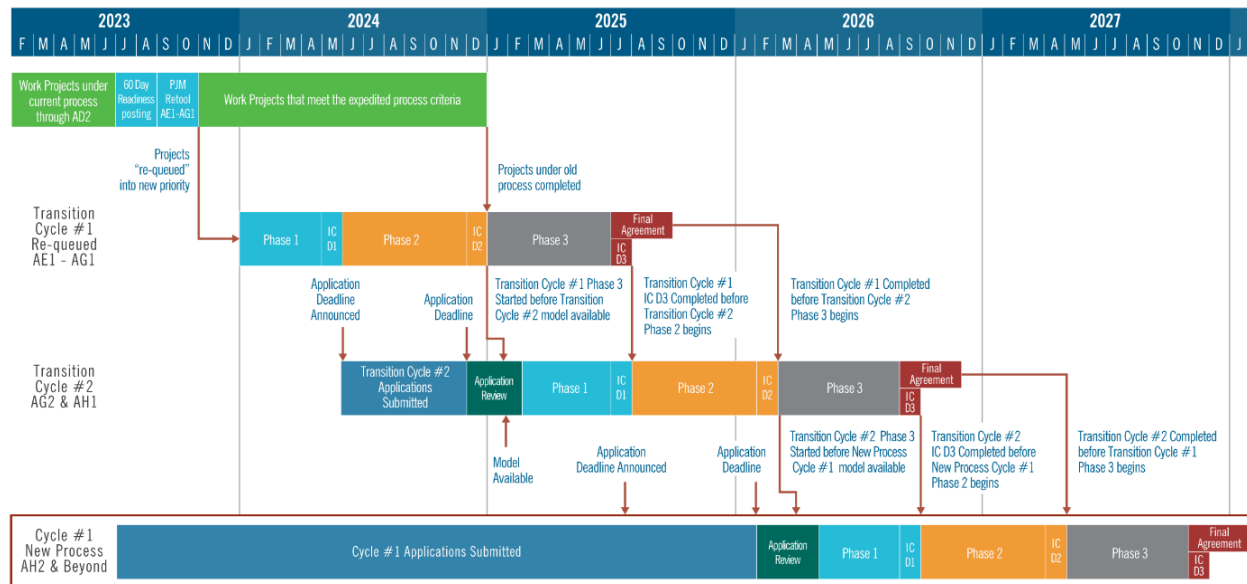 2023 2024 2025 2026 2027
F M A M J J A S O N D J F M A M J J A S O N D J F M A M J J A S O N D J F M A M J J A S O N D J F M A M J J A S O N D J
Work Projects under
current process
through AD2
60 Day
Readiness
posting
PJM
Retool
AE1-AG1
Work Projects that meet the expedited process criteria
Projects
“re-queued”
into new priority
Projects under old
process completed
Transition
Cycle #1
Re-queued
AE1 - AG1
Phase 1
IC
D1
Phase 2
IC
D2
Phase 3
Final
Agreement
IC
D3
Application
Deadline
Announced
Application
Deadline
Transition Cycle #1 Phase 3
Started before Transition
Cycle #2 model available
Transition Cycle #1
IC D3 Completed before
Transition Cycle #2
Phase 2 begins
Transition Cycle #1 Completed
before Transition Cycle #2
Phase 3 begins
Transition
Cycle #2
AG2 & AH1
Transition Cycle #2
Applications
Submitted
Application
Review
Phase 1
IC
D1
Phase 2
IC
D2
Phase 3
Final
Agreement
IC
D3
Model
Available
Application
Deadline Announced
Application
Deadline
Transition Cycle #2 Phase 3
Started before New Process
Cycle #1 model available
Transition Cycle #2
IC D3 Completed before
New Process Cycle #1
Phase 2 begins
Transition Cycle #2 Completed
before Transition Cycle #1
Phase 3 begins
Cycle #1
New Process
AH2 & Beyond
Cycle #1 Applications Submitted
Application
Review
Phase 1
IC
D1
Phase 2
IC
D2
Phase 3
Final
Agreement
IC
D3